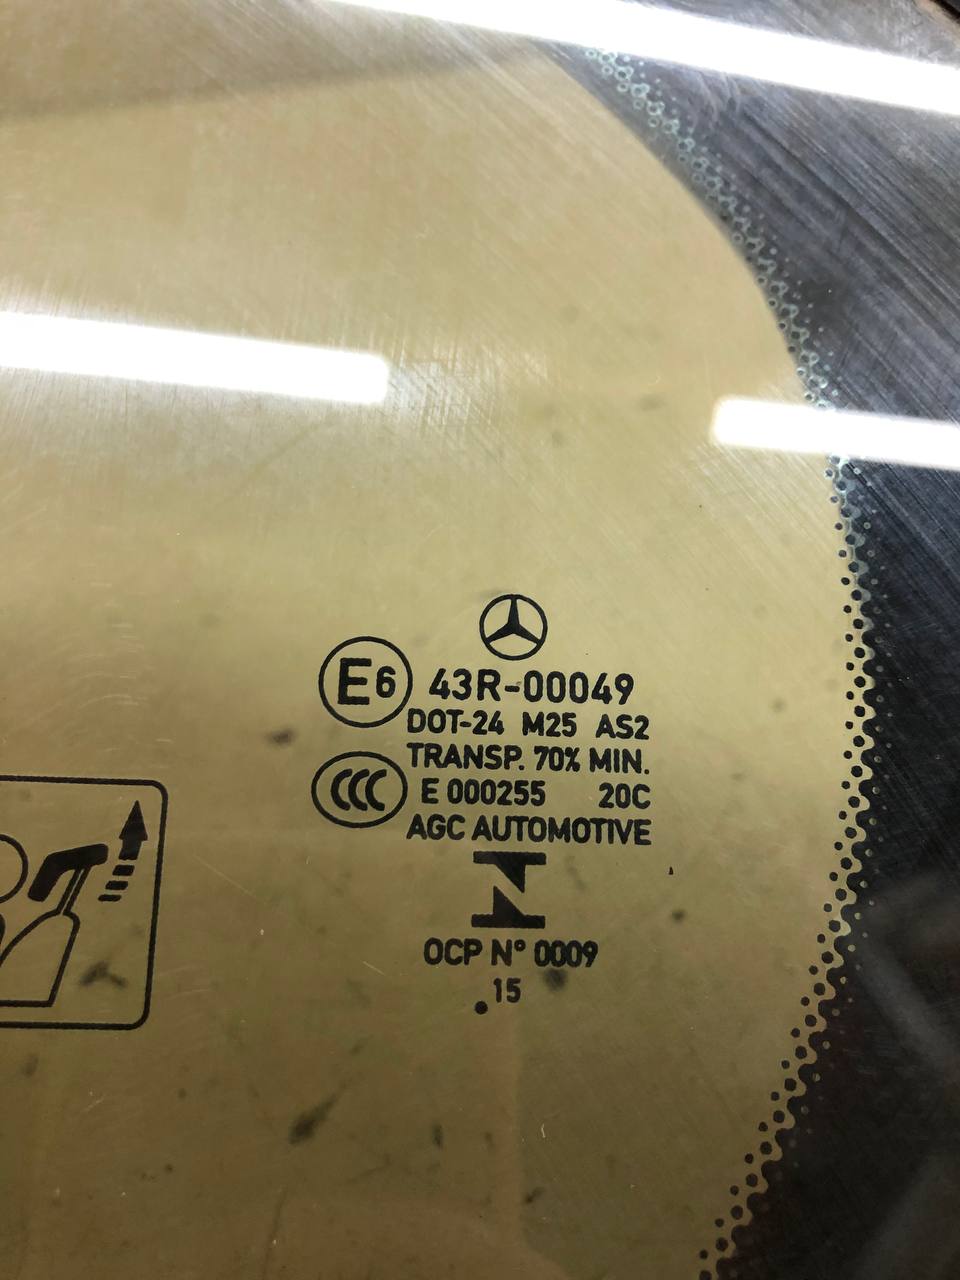 E6 43R-00049
DOT-24 M25 AS2
TRANSP. 70% MIN.
CCC E 000255 20C
AGC AUTOMOTIVE
OCP N° 0009
.15